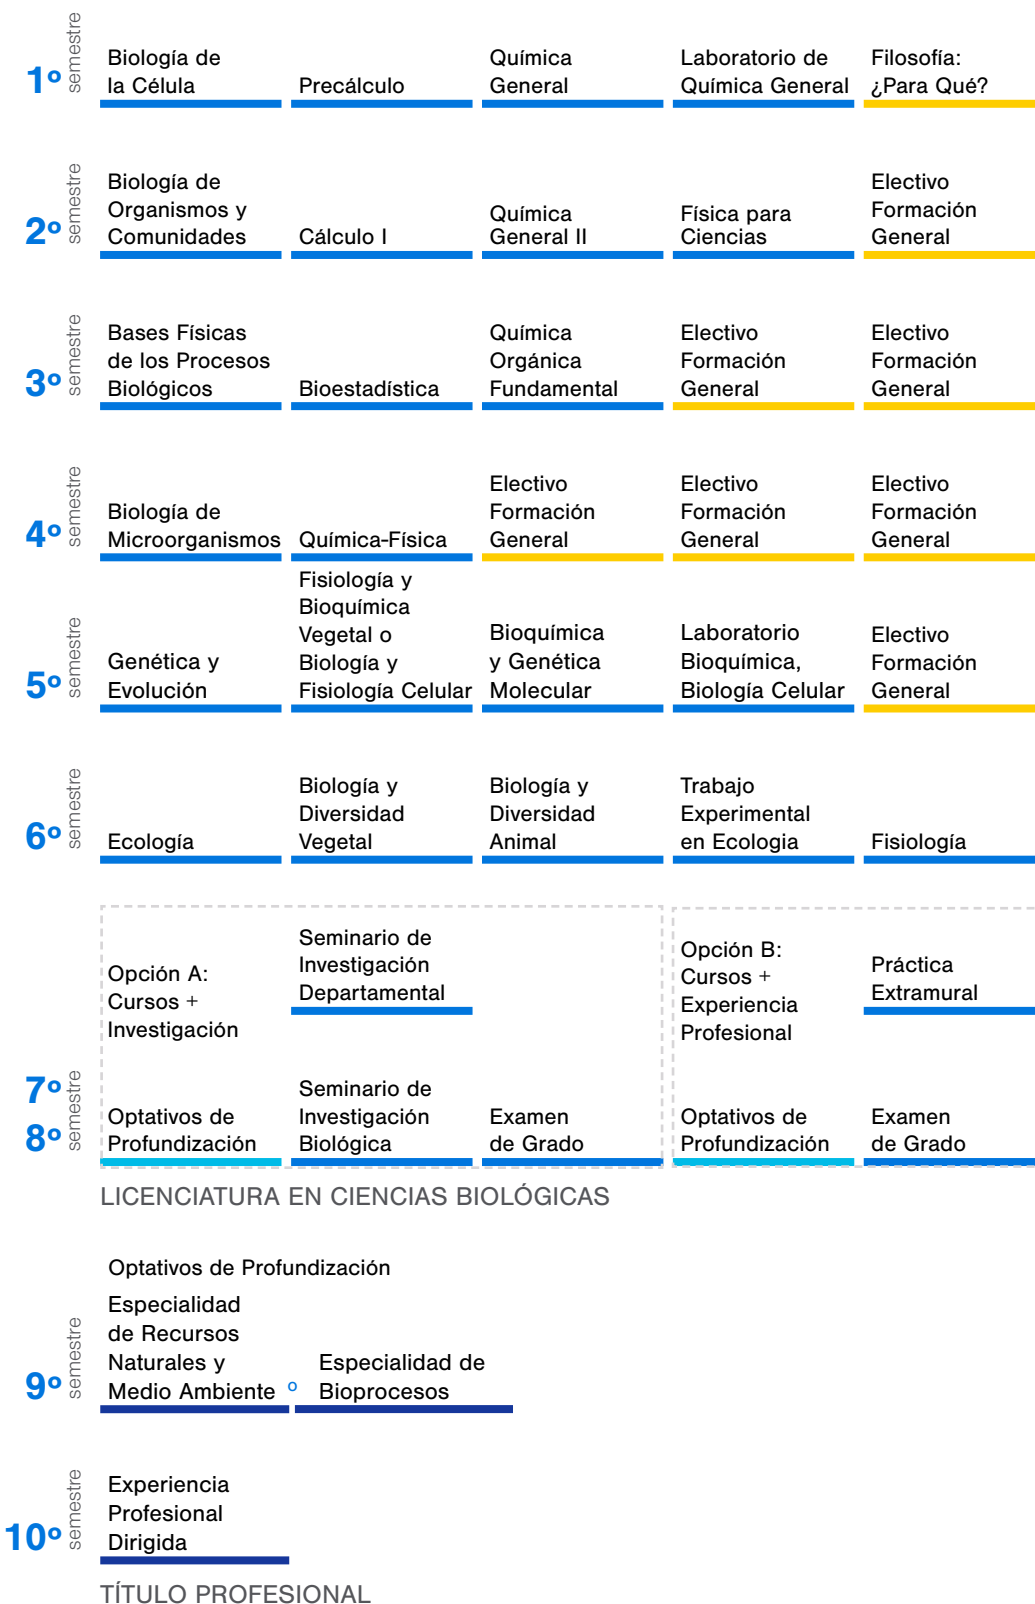 1º semestre
Biología de
la Célula
Precálculo
Química
General
Laboratorio de
Química General
Filosofía:
¿Para Qué?
2º semestre
Biología de
Organismos y
Comunidades
Cálculo I
Química
General II
Física para
Ciencias
Electivo
Formación
General
3º semestre
Bases Físicas
de los Procesos
Biológicos
Bioestadística
Química
Orgánica
Fundamental
Electivo
Formación
General
Electivo
Formación
General
4º semestre
Biología de
Microorganismos
Química-Física
Electivo
Formación
General
Electivo
Formación
General
Electivo
Formación
General
5º semestre
Genética y
Evolución
Fisiología y
Bioquímica
Vegetal o
Biología y
Fisiología Celular
Bioquímica
y Genética
Molecular
Laboratorio
Bioquímica,
Biología Celular
Electivo
Formación
General
6º semestre
Ecología
Biología y
Diversidad
Vegetal
Biología y
Diversidad
Animal
Trabajo
Experimental
en Ecologia
Fisiología
7º
8º
semestre
Opción A:
Cursos +
Investigación
Seminario de
Investigación
Departamental
Optativos de
Profundización
Seminario de
Investigación
Biológica
Examen
de Grado
Opción B:
Cursos +
Experiencia
Profesional
Práctica
Extramural
Optativos de
Profundización
Examen
de Grado
LICENCIATURA EN CIENCIAS BIOLÓGICAS
9º semestre
Optativos de Profundización
Especialidad
de Recursos
Naturales y
Medio Ambiente
o
Especialidad de
Bioprocesos
10º semestre
Experiencia
Profesional
Dirigida
TÍTULO PROFESIONAL